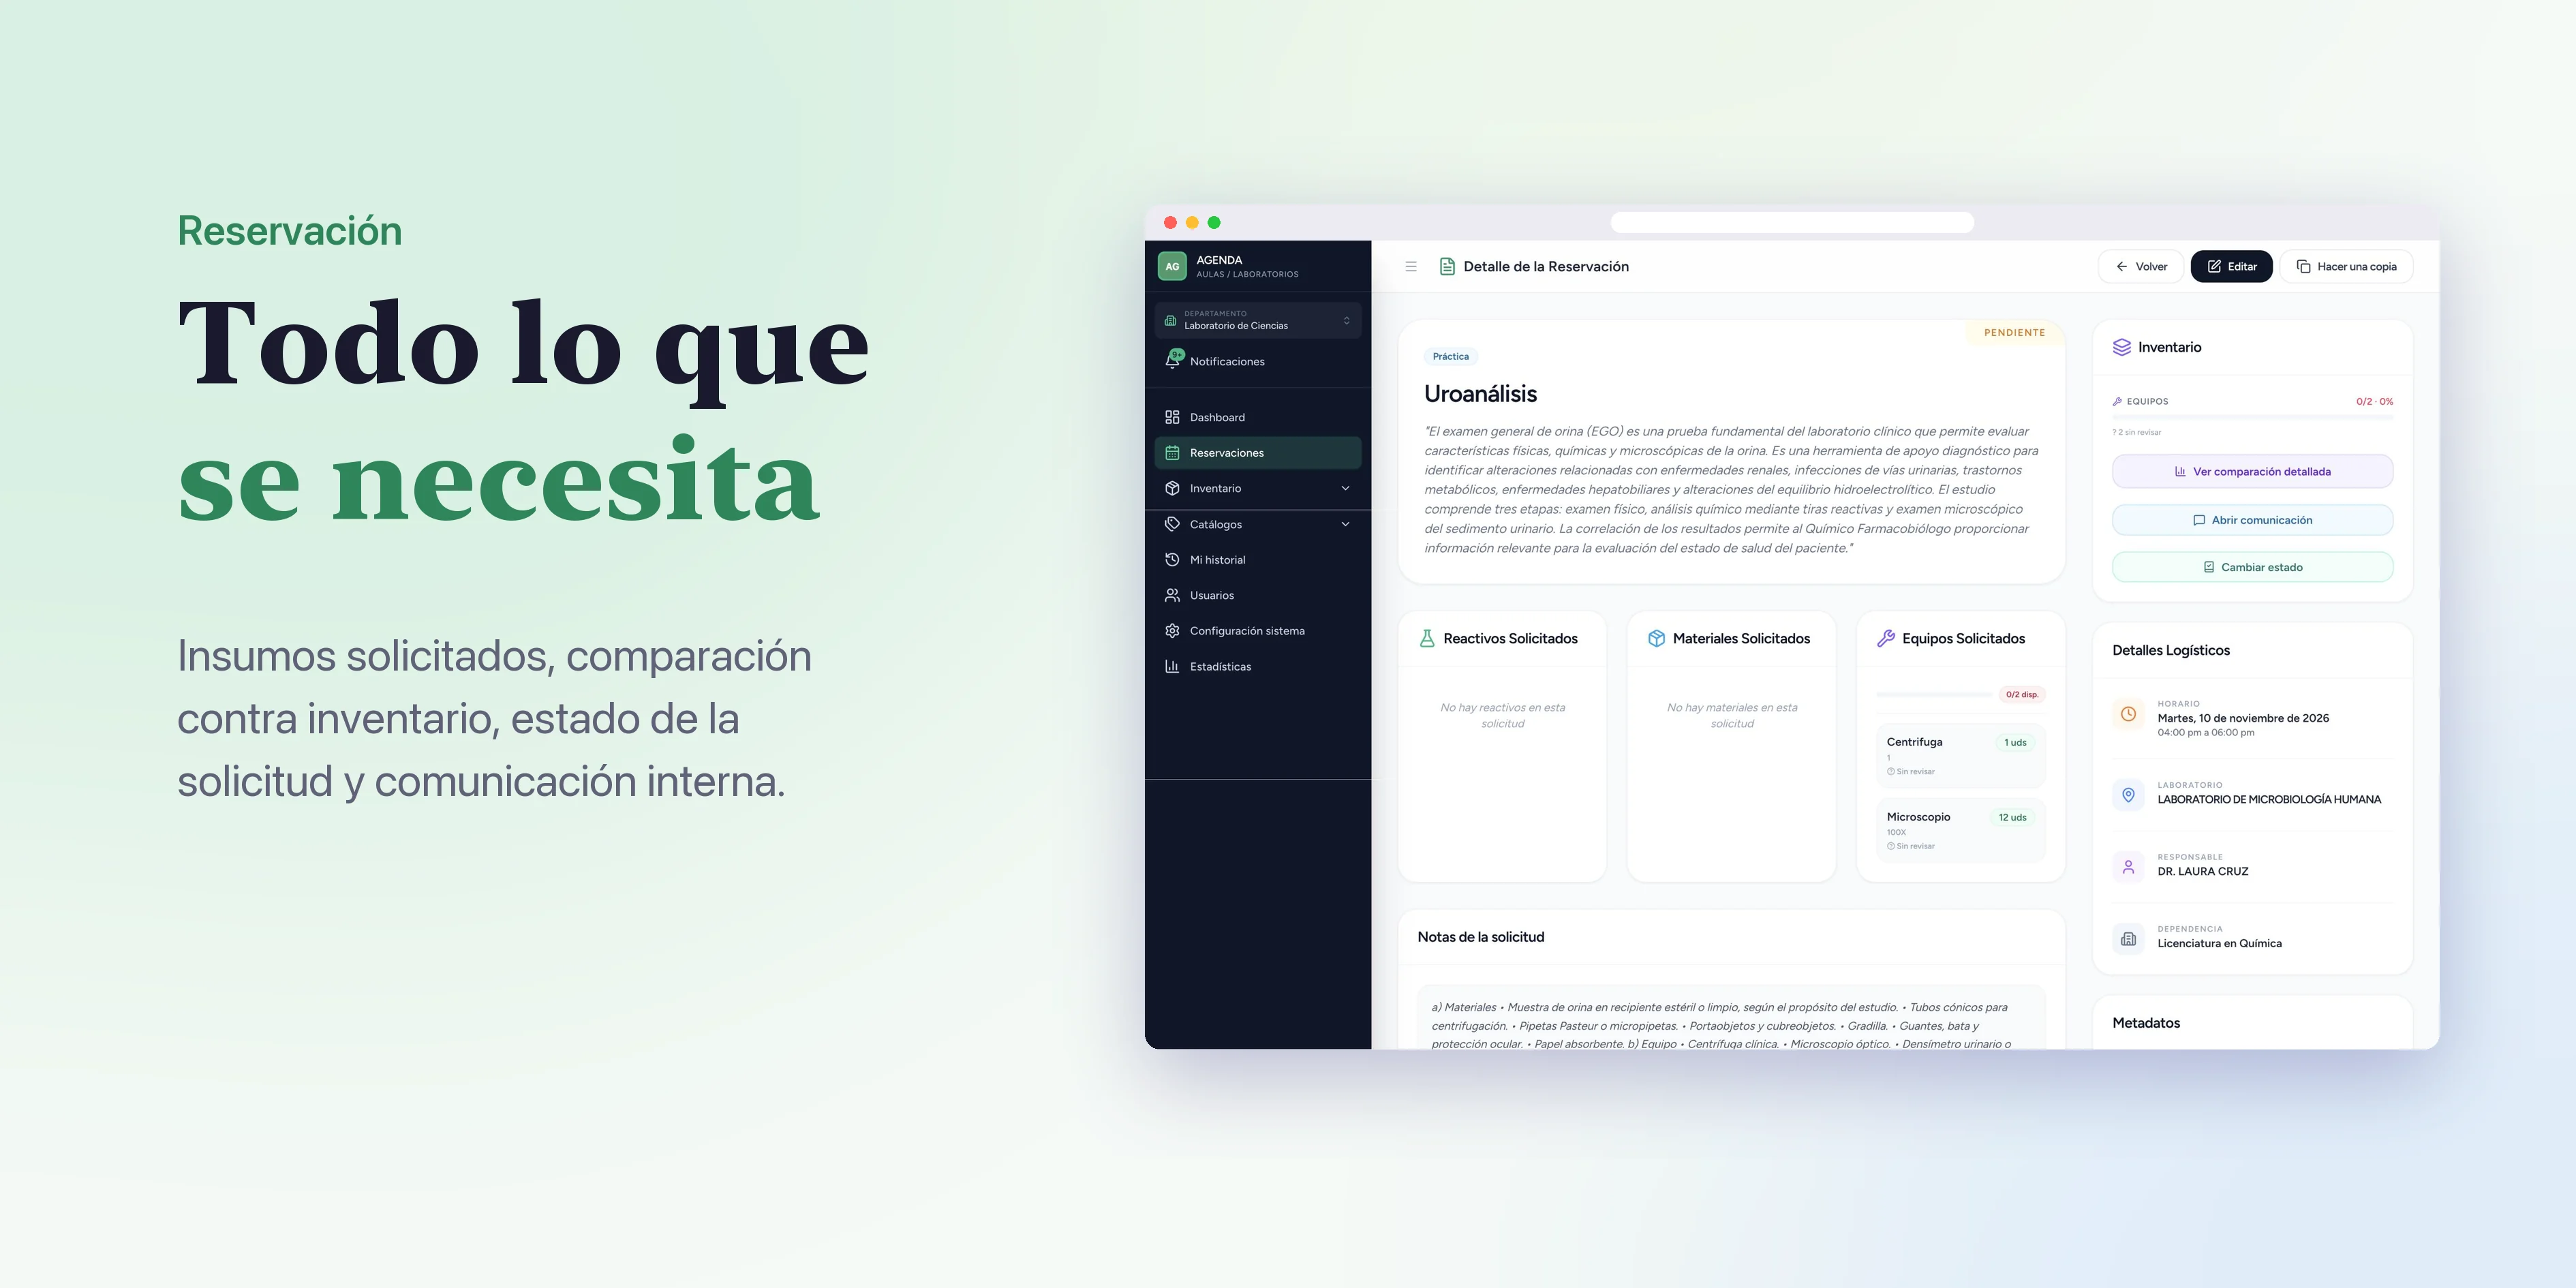 Reservación
Todo lo que
se necesita
Insumos solicitados, comparación
contra inventario, estado de la
solicitud y comunicación interna.
AG
AGENDA
AULAS / LABORATORIOS
DEPARTAMENTO
Laboratorio de Ciencias
9+
Notificaciones
Dashboard
Reservaciones
Inventario
Catálogos
Mi historial
Usuarios
Configuración sistema
Estadísticas
Detalle de la Reservación
Volver
Editar
Hacer una copia
PENDIENTE
Práctica
Uroanálisis
"El examen general de orina (EGO) es una prueba fundamental del laboratorio clínico que permite evaluar
características físicas, químicas y microscópicas de la orina. Es una herramienta de apoyo diagnóstico para
identificar alteraciones relacionadas con enfermedades renales, infecciones de vías urinarias, trastornos
metabólicos, enfermedades hepatobiliares y alteraciones del equilibrio hidroelectrolítico. El estudio
comprende tres etapas: examen físico, análisis químico mediante tiras reactivas y examen microscópico
del sedimento urinario. La correlación de los resultados permite al Químico Farmacobiólogo proporcionar
información relevante para la evaluación del estado de salud del paciente."
Reactivos Solicitados
No hay reactivos en esta
solicitud
Materiales Solicitados
No hay materiales en esta
solicitud
Equipos Solicitados
0/2 disp.
Centrifuga
1 uds
1
Sin revisar
Microscopio
12 uds
100X
Sin revisar
Notas de la solicitud
a) Materiales • Muestra de orina en recipiente estéril o limpio, según el propósito del estudio. • Tubos cónicos para
centrifugación. • Pipetas Pasteur o micropipetas. • Portaobjetos y cubreobjetos. • Gradilla. • Guantes, bata y
protección ocular. • Papel absorbente. b) Equipo • Centrífuga clínica. • Microscopio óptico. • Densímetro urinario o
Inventario
EQUIPOS
0/2 · 0%
? 2 sin revisar
Ver comparación detallada
Abrir comunicación
Cambiar estado
Detalles Logísticos
HORARIO
Martes, 10 de noviembre de 2026
04:00 pm a 06:00 pm
LABORATORIO
LABORATORIO DE MICROBIOLOGÍA HUMANA
RESPONSABLE
DR. LAURA CRUZ
DEPENDENCIA
Licenciatura en Química
Metadatos